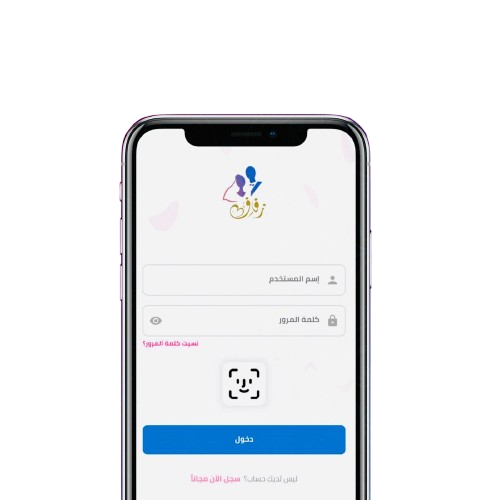 زفاف
إسم المستخدم
كلمة المرور
نسيت كلمة المرور؟
دخول
ليس لديك حساب؟ سجل الآن مجاناً